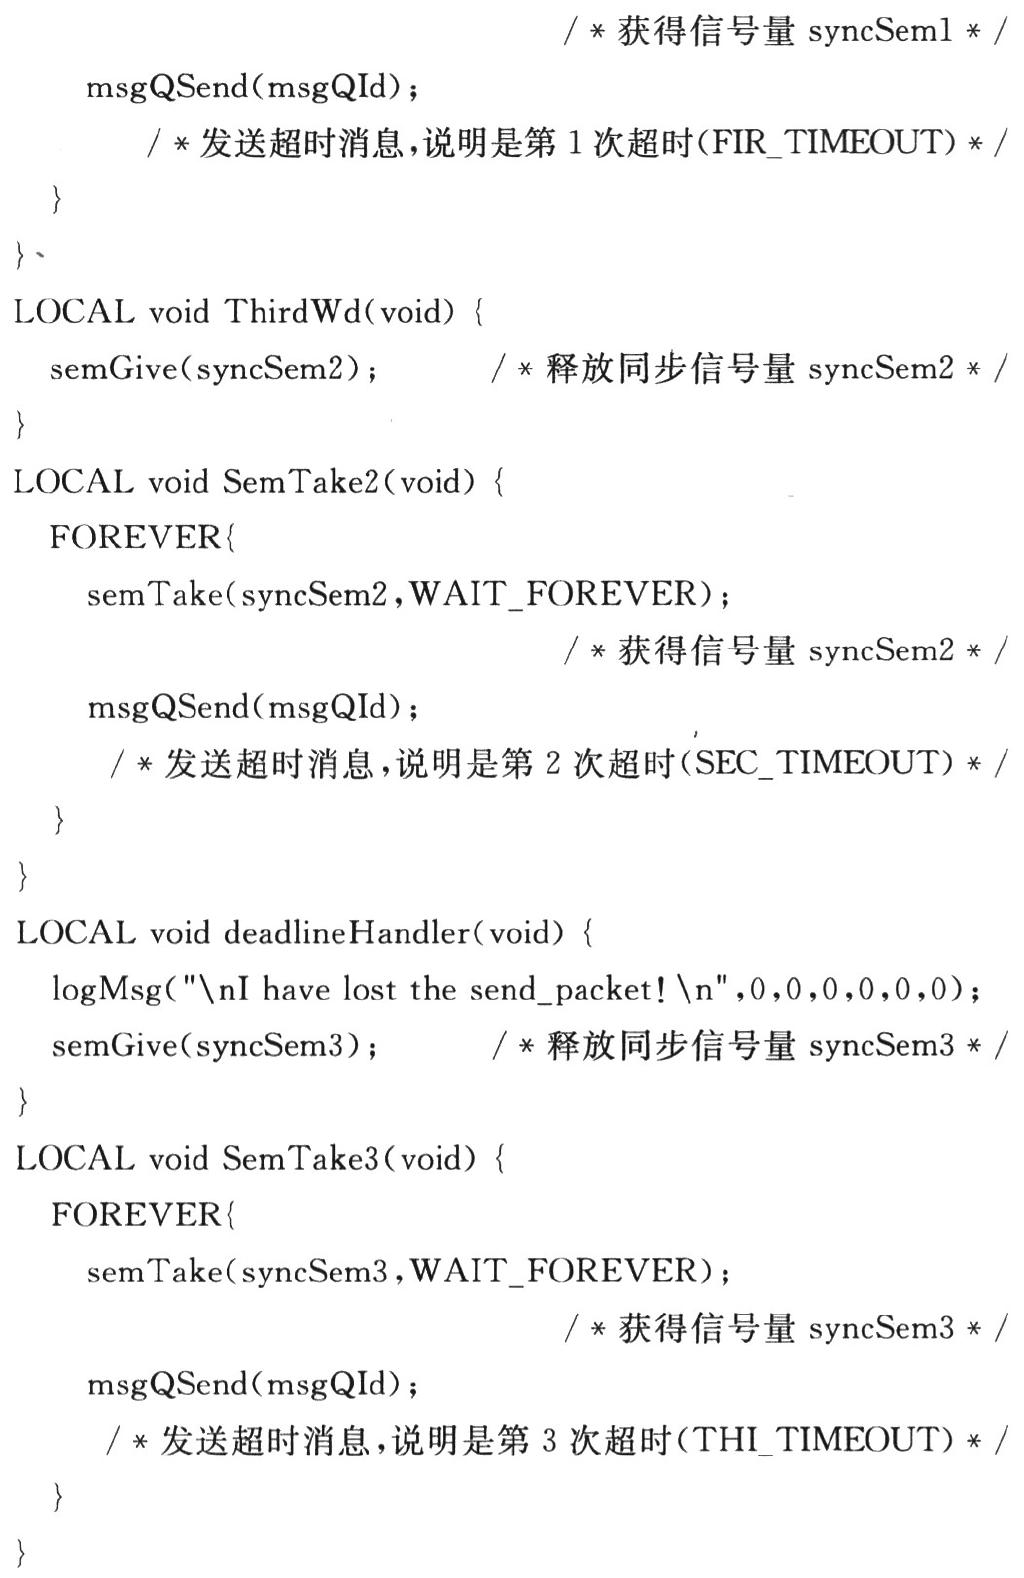 / * 获得信号量 syncSem1 * /
msgQSend(msgQId);
/ * 发送超时消息,说明是第 1 次超时(FIR_TIMEOUT) * /
}
}
LOCAL void ThirdWd(void) {
semGive(syncSem2); / * 释放同步信号量 syncSem2 * /
}
LOCAL void SemTake2(void) {
FOREVER{
semTake(syncSem2,WAIT_FOREVER);
/ * 获得信号量 syncSem2 * /
msgQSend(msgQId);
/ * 发送超时消息,说明是第 2 次超时(SEC_TIMEOUT) * /
}
}
LOCAL void deadlineHandler(void) {
logMsg("\nI have lost the send_packet! \n",0,0,0,0,0,0);
semGive(syncSem3); / * 释放同步信号量 syncSem3 * /
}
LOCAL void SemTake3(void) {
FOREVER{
semTake(syncSem3,WAIT_FOREVER);
/ * 获得信号量 syncSem3 * /
msgQSend(msgQId);
/ * 发送超时消息,说明是第 3 次超时(THI_TIMEOUT) * /
}
}